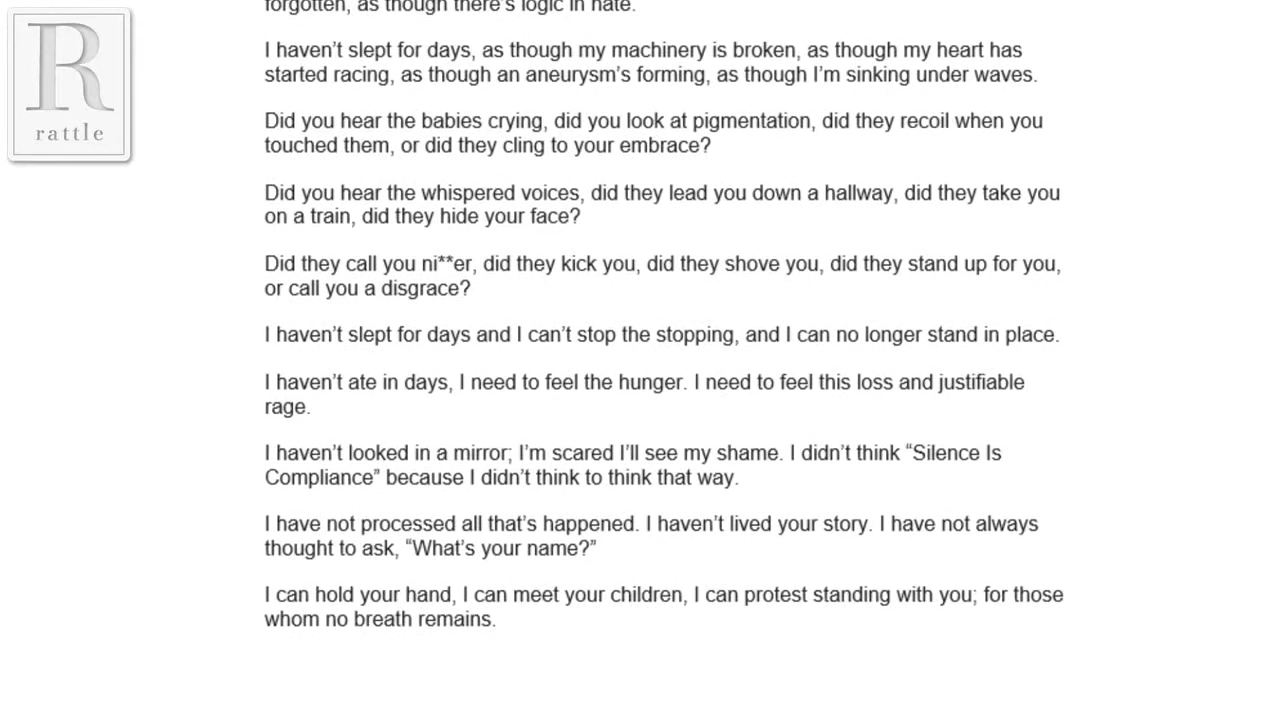 forgotten, as though there's logic in hate.
I haven't slept for days, as though my machinery is broken, as though my heart has
started racing, as though an aneurysm's forming, as though I'm sinking under waves.
Did you hear the babies crying, did you look at pigmentation, did they recoil when you
touched them, or did they cling to your embrace?
Did you hear the whispered voices, did they lead you down a hallway, did they take you
on a train, did they hide your face?
Did they call you ni**er, did they kick you, did they shove you, did they stand up for you,
or call you a disgrace?
I haven't slept for days and I can't stop the stopping, and I can no longer stand in place.
I haven't ate in days, I need to feel the hunger. I need to feel this loss and justifiable
rage.
I haven't looked in a mirror; I'm scared I'll see my shame. I didn't think “Silence Is
Compliance” because I didn't think to think that way.
I have not processed all that's happened. I haven't lived your story. I have not always
thought to ask, “What's your name?”
I can hold your hand, I can meet your children, I can protest standing with you; for those
whom no breath remains.
R
rattle